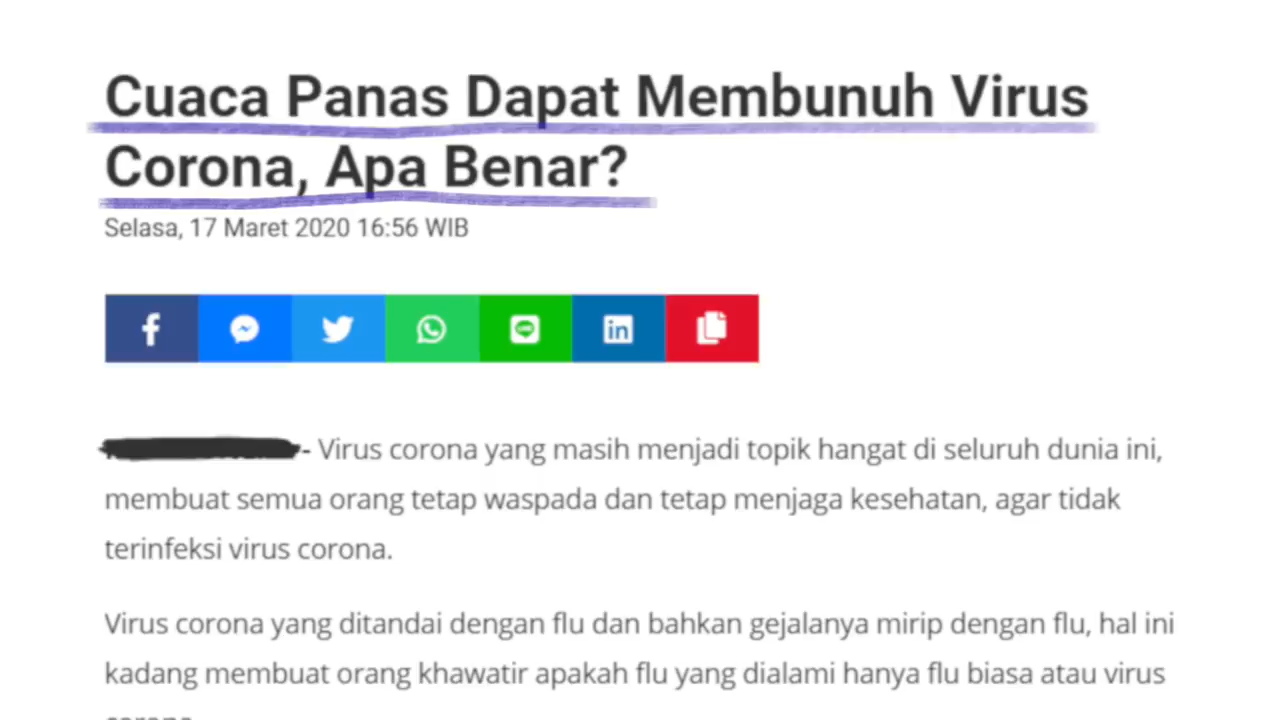 Cuaca Panas Dapat Membunuh Virus
Corona, Apa Benar?
Selasa, 17 Maret 2020 16:56 WIB
- Virus corona yang masih menjadi topik hangat di seluruh dunia ini,
membuat semua orang tetap waspada dan tetap menjaga kesehatan, agar tidak
terinfeksi virus corona.
Virus corona yang ditandai dengan flu dan bahkan gejalanya mirip dengan flu, hal ini
kadang membuat orang khawatir apakah flu yang dialami hanya flu biasa atau virus